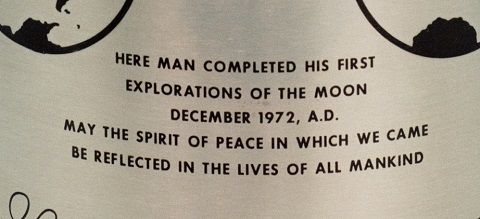 HERE MAN COMPLETED HIS FIRST
EXPLORATIONS OF THE MOON
DECEMBER 1972, A.D.
MAY THE SPIRIT OF PEACE IN WHICH WE CAME
BE REFLECTED IN THE LIVES OF ALL MANKIND